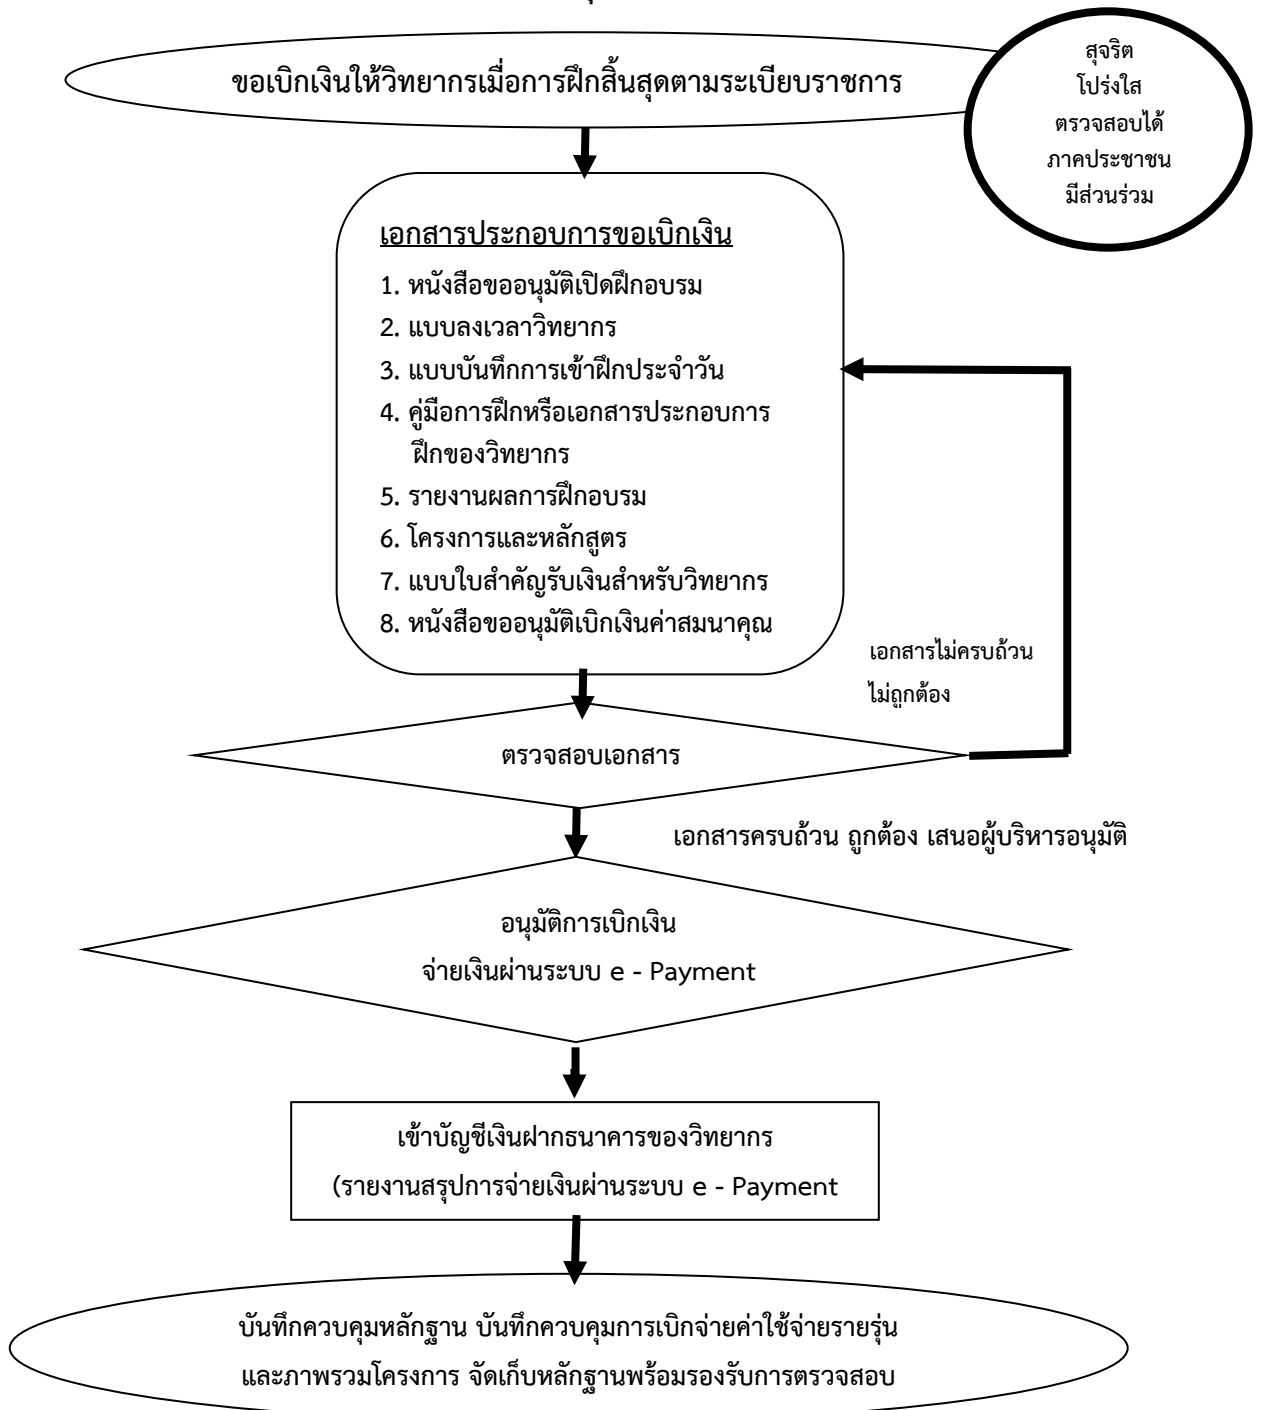 ขอเบิกเงินให้วิทยากรเมื่อการฝึกสิ้นสุดตามระเบียบราชการ
สุจริต
โปร่งใส
ตรวจสอบได้
ภาคประชาชน
มีส่วนร่วม
เอกสารประกอบการขอเบิกเงิน
1. หนังสือขออนุมัติเปิดฝึกอบรม
2. แบบลงเวลาวิทยากร
3. แบบบันทึกการเข้าฝึกประจำวัน
4. คู่มือการฝึกหรือเอกสารประกอบการ
ฝึกของวิทยากร
5. รายงานผลการฝึกอบรม
6. โครงการและหลักสูตร
7. แบบใบสำคัญรับเงินสำหรับวิทยากร
8. หนังสือขออนุมัติเบิกเงินค่าสมนาคุณ
เอกสารไม่ครบถ้วน
ไม่ถูกต้อง
ตรวจสอบเอกสาร
เอกสารครบถ้วน ถูกต้อง เสนอผู้บริหารอนุมัติ
อนุมัติการเบิกเงิน
จ่ายเงินผ่านระบบ e - Payment
เข้าบัญชีเงินฝากธนาคารของวิทยากร
(รายงานสรุปการจ่ายเงินผ่านระบบ e - Payment
บันทึกควบคุมหลักฐาน บันทึกควบคุมการเบิกจ่ายค่าใช้จ่ายรายรุ่น
และภาพรวมโครงการ จัดเก็บหลักฐานพร้อมรองรับการตรวจสอบ